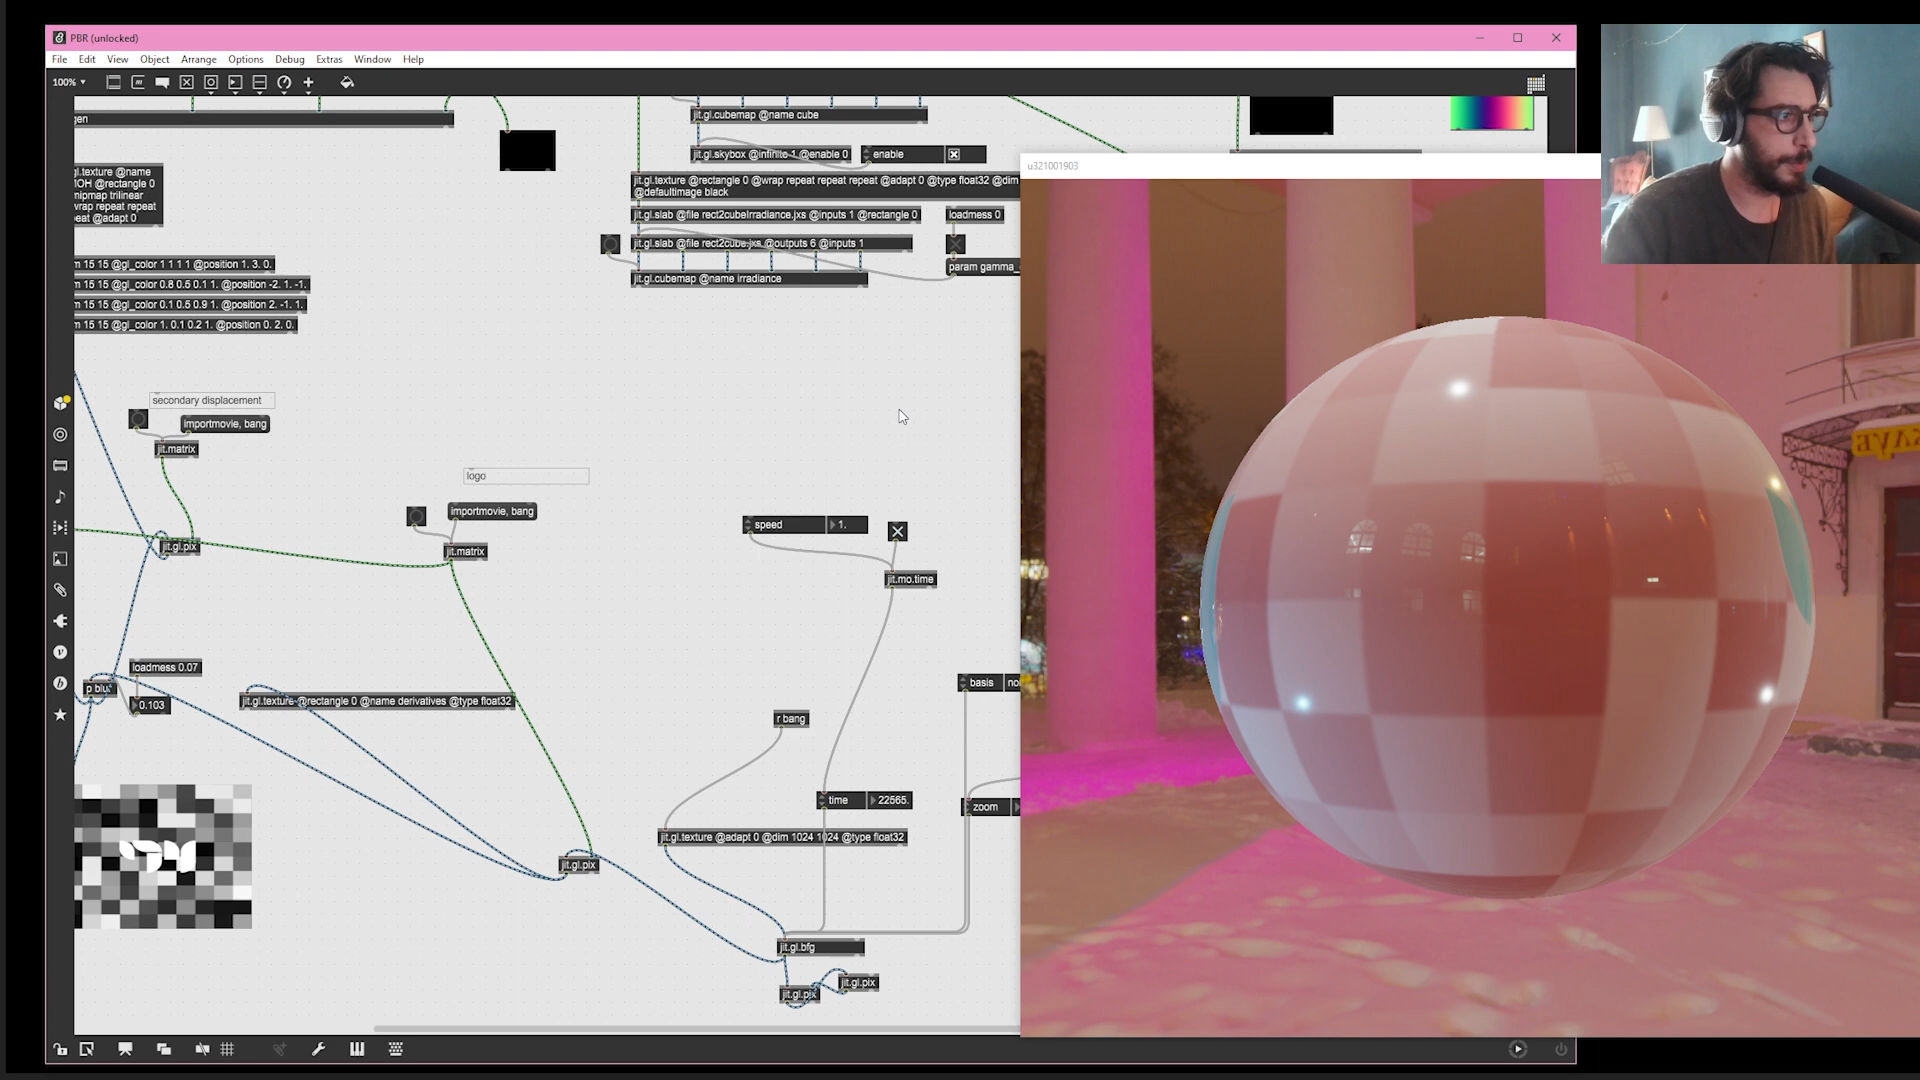 PBR (unlocked)
File Edit View Object Arrange Options Debug Extras Window Help
100%
jit.gl.cubemap @name cube
jit.gl.skybox @infinite 1 @enable 0
enable
u321001903
gl.texture @name
@rectangle 0
mipmap trilinear
wrap repeat repeat
@adapt 0
jit.gl.texture @rectangle 0 @wrap repeat repeat repeat @adapt 0 @type float32 @dim
@defaultimage black
jit.gl.slab @file rect2cubeIrradiance.jxs @inputs 1 @rectangle 0
loadmess 0
jit.gl.slab @file rect2cube.jxs @outputs 6 @inputs 1
param gamma_
jit.gl.cubemap @name irradiance
15 15 @gl_color 1 1 1 1 @position 1. 3. 0.
15 15 @gl_color 0.8 0.5 0.1 1. @position -2. 1. -1.
15 15 @gl_color 0.1 0.5 0.9 1. @position 2. -1. 1.
15 15 @gl_color 1. 0.1 0.2 1. @position 0. 2. 0.
secondary displacement
importmovie, bang
jit.matrix
logo
importmovie, bang
jit.matrix
jit.gl.pix
speed 1.
jit.mo.time
loadmess 0.07
p blur
0.103
jit.gl.texture @rectangle 0 @name derivatives @type float32
basis
r bang
time 22565.
zoom
jit.gl.texture @adapt 0 @dim 1024 1024 @type float32
jit.gl.pix
jit.gl.bfg
jit.gl.pix
jit.gl.pix